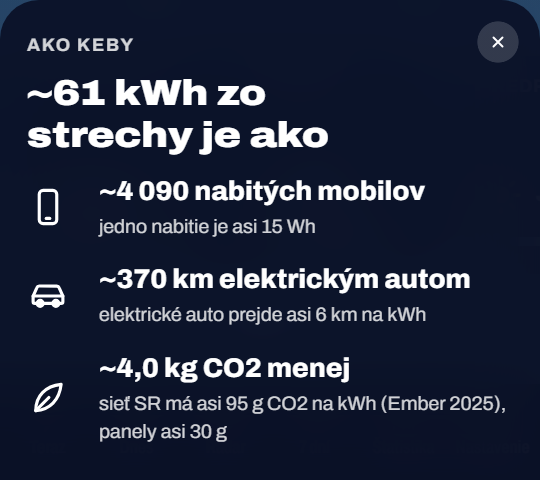 AKO KEBY
~61 kWh zo
strechy je ako
~4 090 nabitých mobilov
jedno nabitie je asi 15 Wh
~370 km elektrickým autom
elektrické auto prejde asi 6 km na kWh
~4,0 kg CO2 menej
sieť SR má asi 95 g CO2 na kWh (Ember 2025),
panely asi 30 g